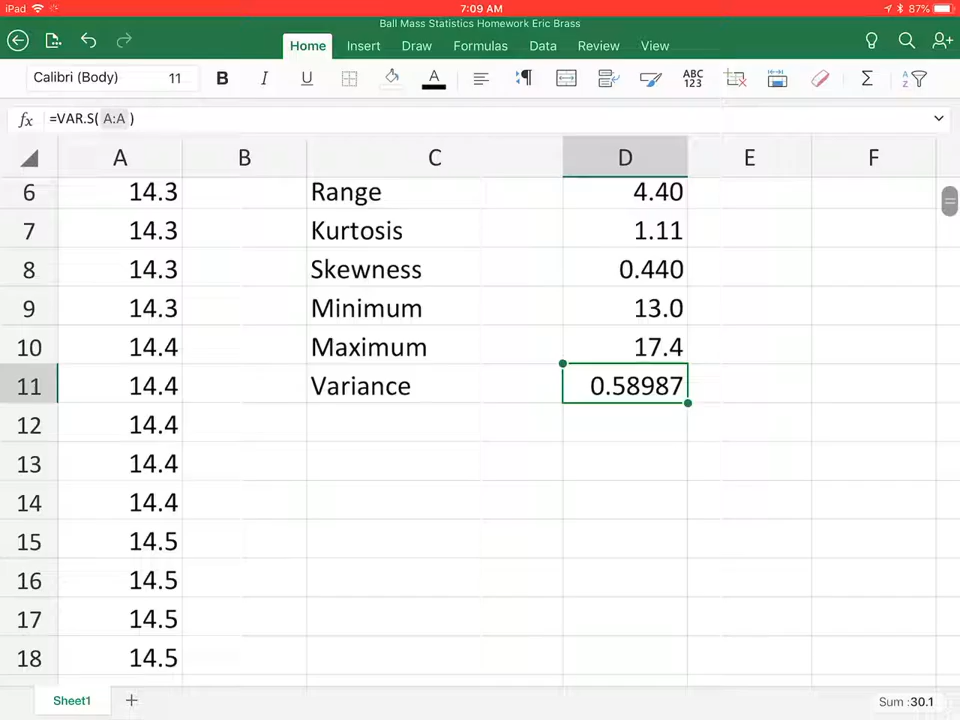 iPad 7:09 AM 87%
Ball Mass Statistics Homework Eric Brass
Home Insert Draw Formulas Data Review View
Calibri (Body) 11 B I U A ABC 123 Σ A Z
fx =VAR.S( A:A )
A B C D E F
6 14.3 Range 4.40
7 14.3 Kurtosis 1.11
8 14.3 Skewness 0.440
9 14.3 Minimum 13.0
10 14.4 Maximum 17.4
11 14.4 Variance 0.58987
12 14.4
13 14.4
14 14.4
15 14.5
16 14.5
17 14.5
18 14.5
Sheet1 + Sum :30.1